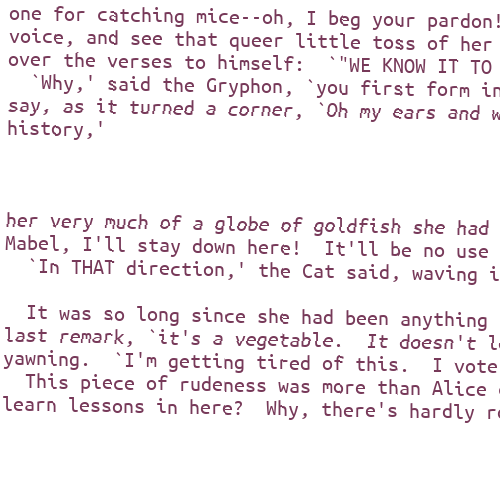 one for catching mice--oh, I beg your pardon!
voice, and see that queer little toss of her
over the verses to himself:  `"WE KNOW IT TO
  `Why,' said the Gryphon, `you first form in
say, as it turned a corner, `Oh my ears and
history,'
her very much of a globe of goldfish she had
Mabel, I'll stay down here!  It'll be no use
  `In THAT direction,' the Cat said, waving
  It was so long since she had been anything
last remark, `it's a vegetable.  It doesn't
yawning.  `I'm getting tired of this.  I vote
  This piece of rudeness was more than Alice
learn lessons in here?  Why, there's hardly